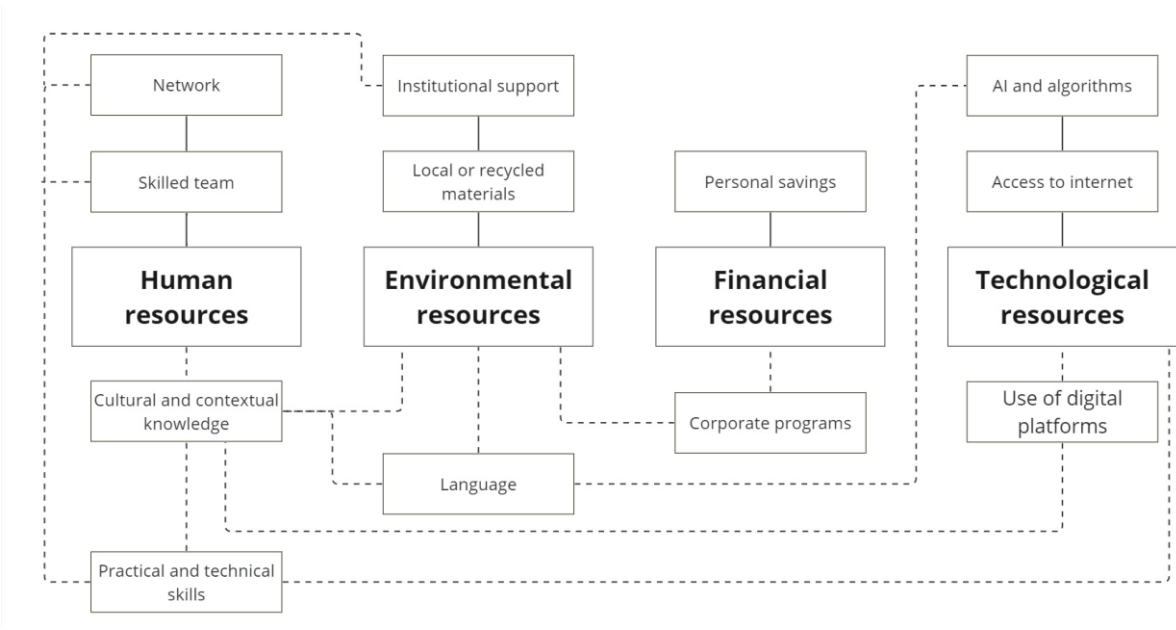 Network
Institutional support
AI and algorithms
Skilled team
Local or recycled
materials
Personal savings
Access to internet
Human
resources
Environmental
resources
Financial
resources
Technological
resources
Cultural and contextual
knowledge
Corporate programs
Use of digital
platforms
Language
Practical and technical
skills